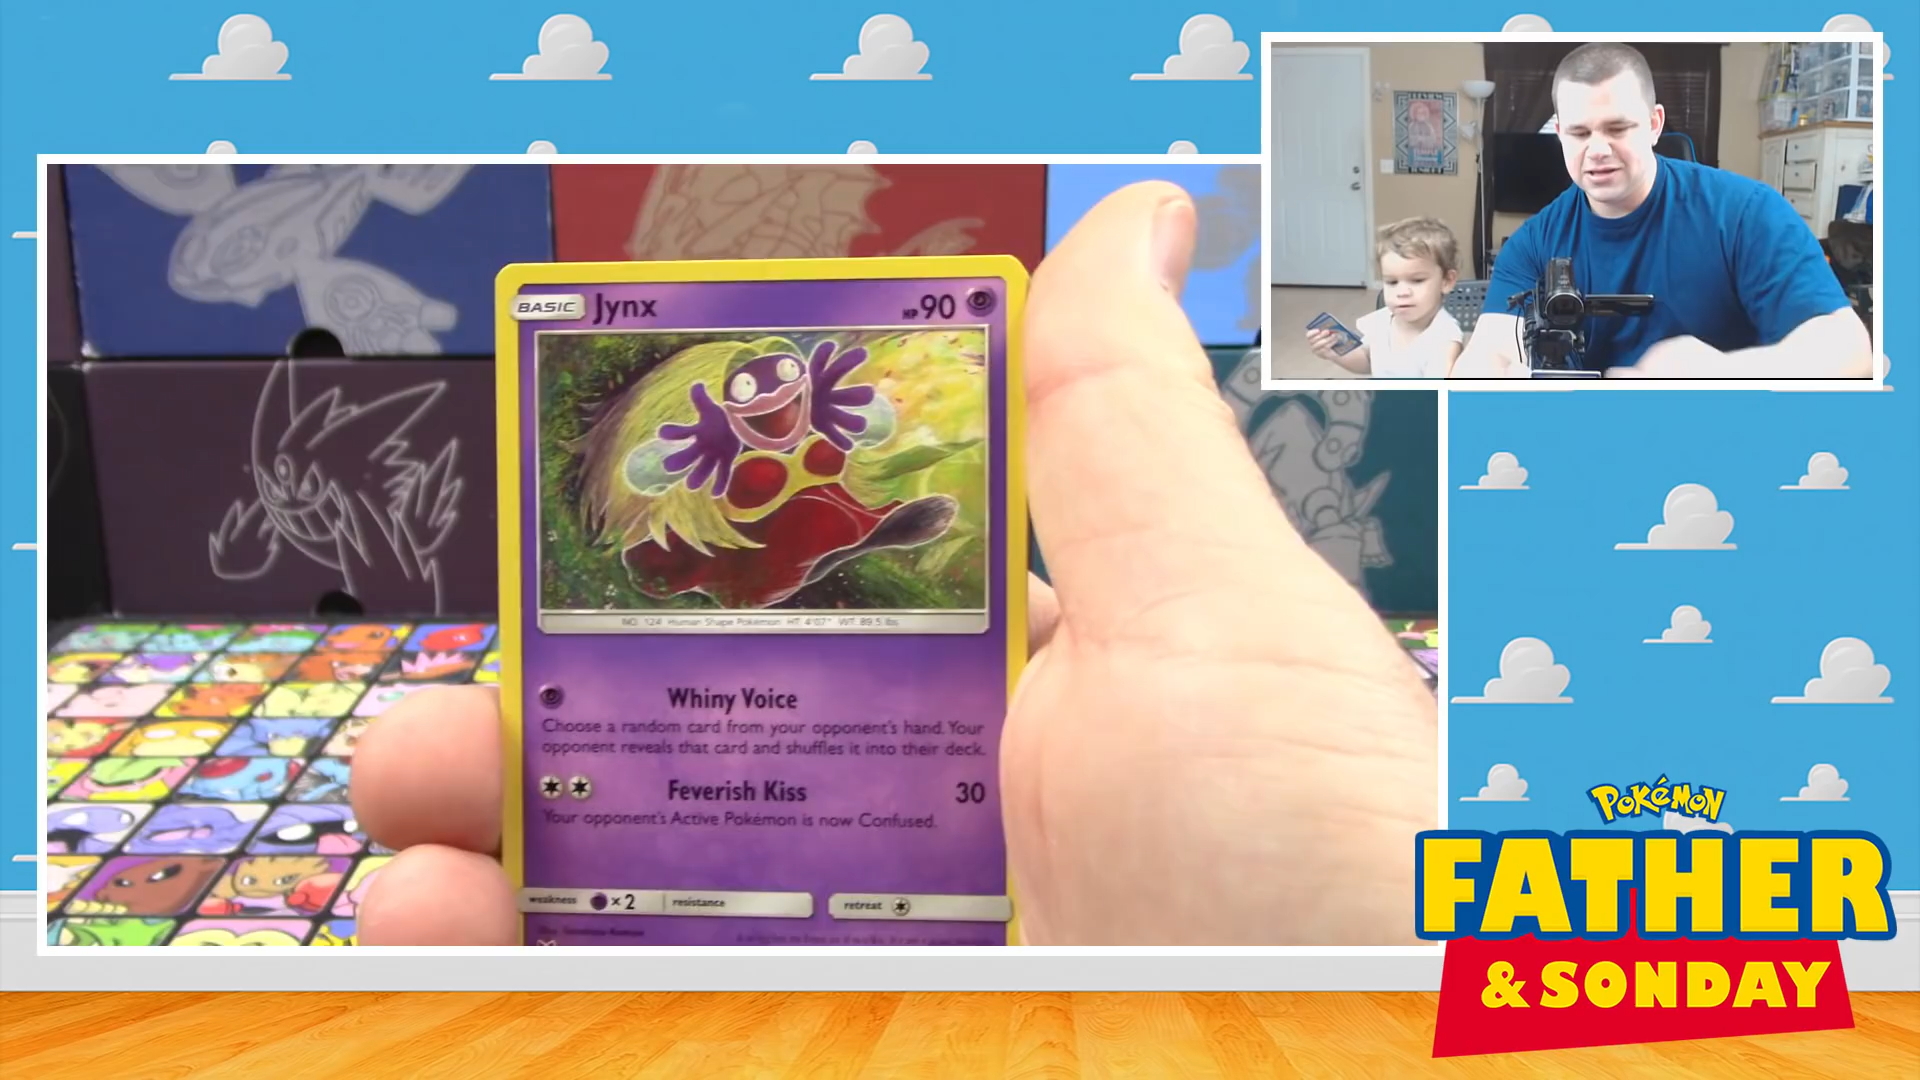 BASIC Jynx HP 90
NO. 124 Human Shape Pokémon HT. 4'07" WT. 89.5 lbs
Whiny Voice
Choose a random card from your opponent's hand. Your
opponent reveals that card and shuffles it into their deck.
Feverish Kiss 30
Your opponent's Active Pokémon is now Confused.
weakness ×2 resistance retreat
POKéMON
FATHER
& SONDAY